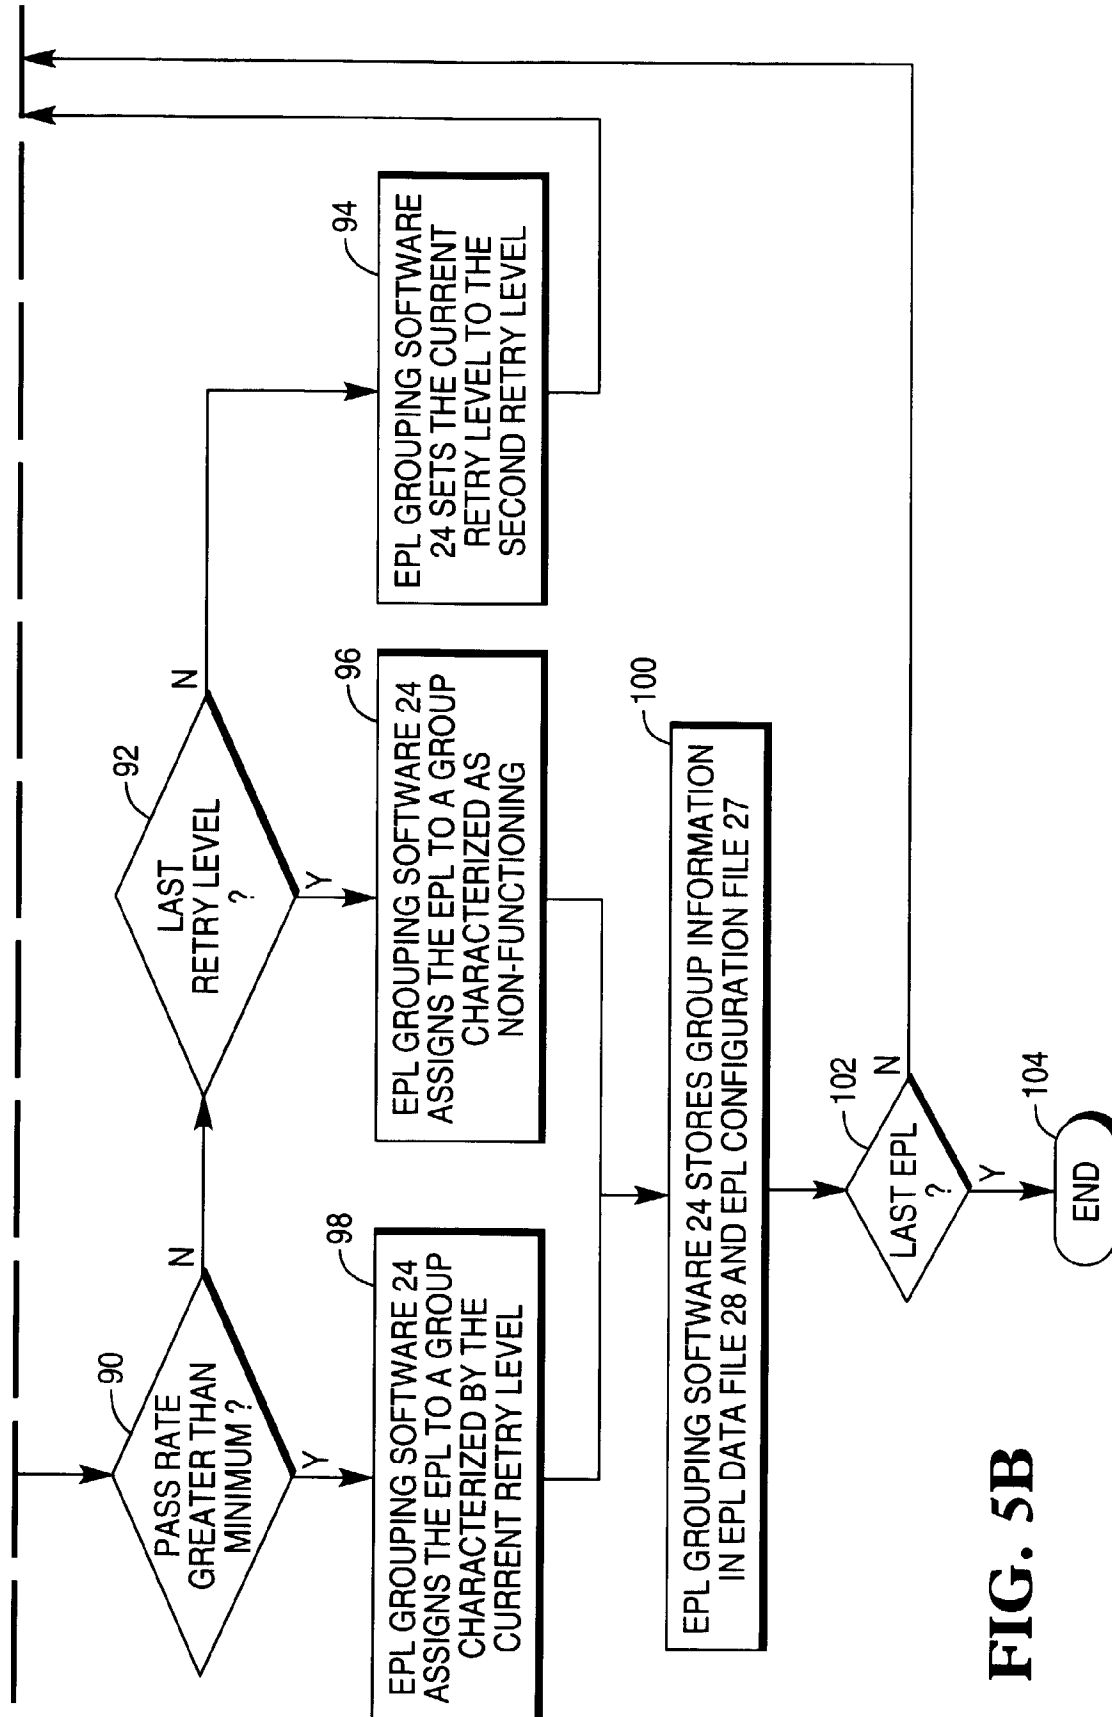 90
PASS RATE
GREATER THAN
MINIMUM ?
N
Y
92
LAST
RETRY LEVEL
?
N
Y
98
EPL GROUPING SOFTWARE 24
ASSIGNS THE EPL TO A GROUP
CHARACTERIZED BY THE
CURRENT RETRY LEVEL
96
EPL GROUPING SOFTWARE 24
ASSIGNS THE EPL TO A GROUP
CHARACTERIZED AS
NON-FUNCTIONING
94
EPL GROUPING SOFTWARE
24 SETS THE CURRENT
RETRY LEVEL TO THE
SECOND RETRY LEVEL
100
EPL GROUPING SOFTWARE 24 STORES GROUP INFORMATION
IN EPL DATA FILE 28 AND EPL CONFIGURATION FILE 27
102
LAST EPL
?
N
Y
104
END
FIG. 5B